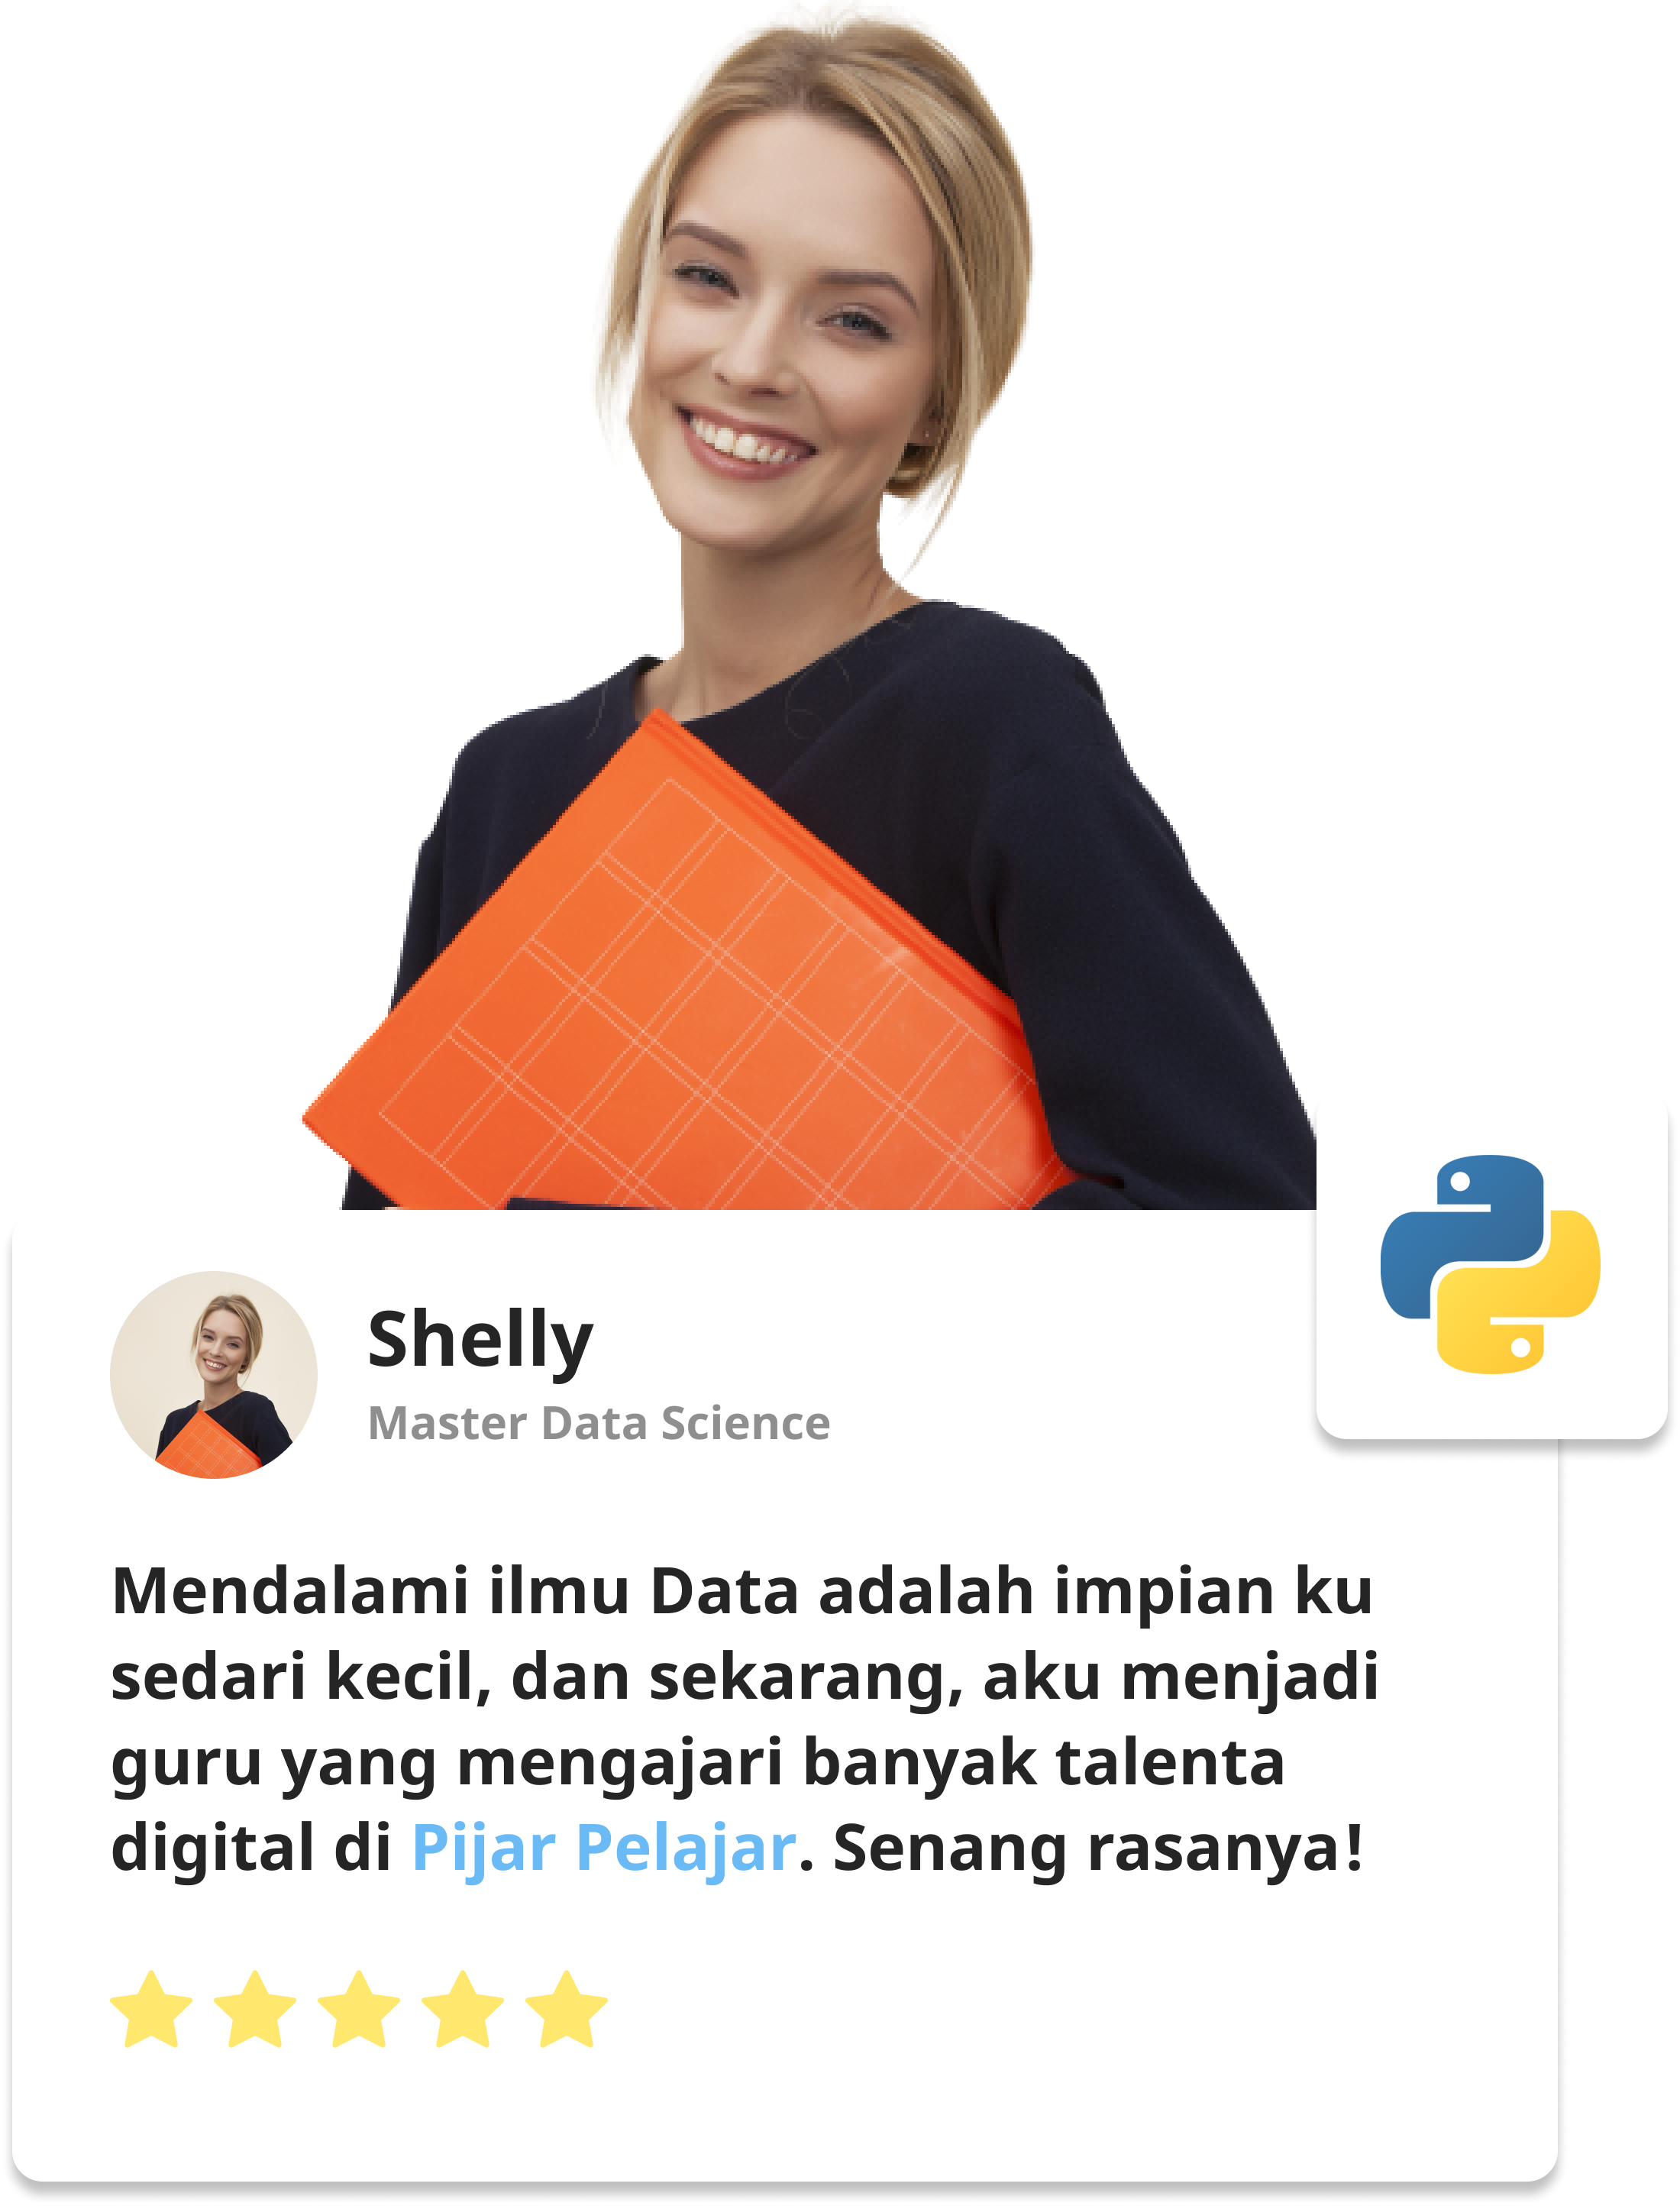 Shelly
Master Data Science
Mendalami ilmu Data adalah impian ku
sedari kecil, dan sekarang, aku menjadi
guru yang mengajari banyak talenta
digital di Pijar Pelajar. Senang rasanya!